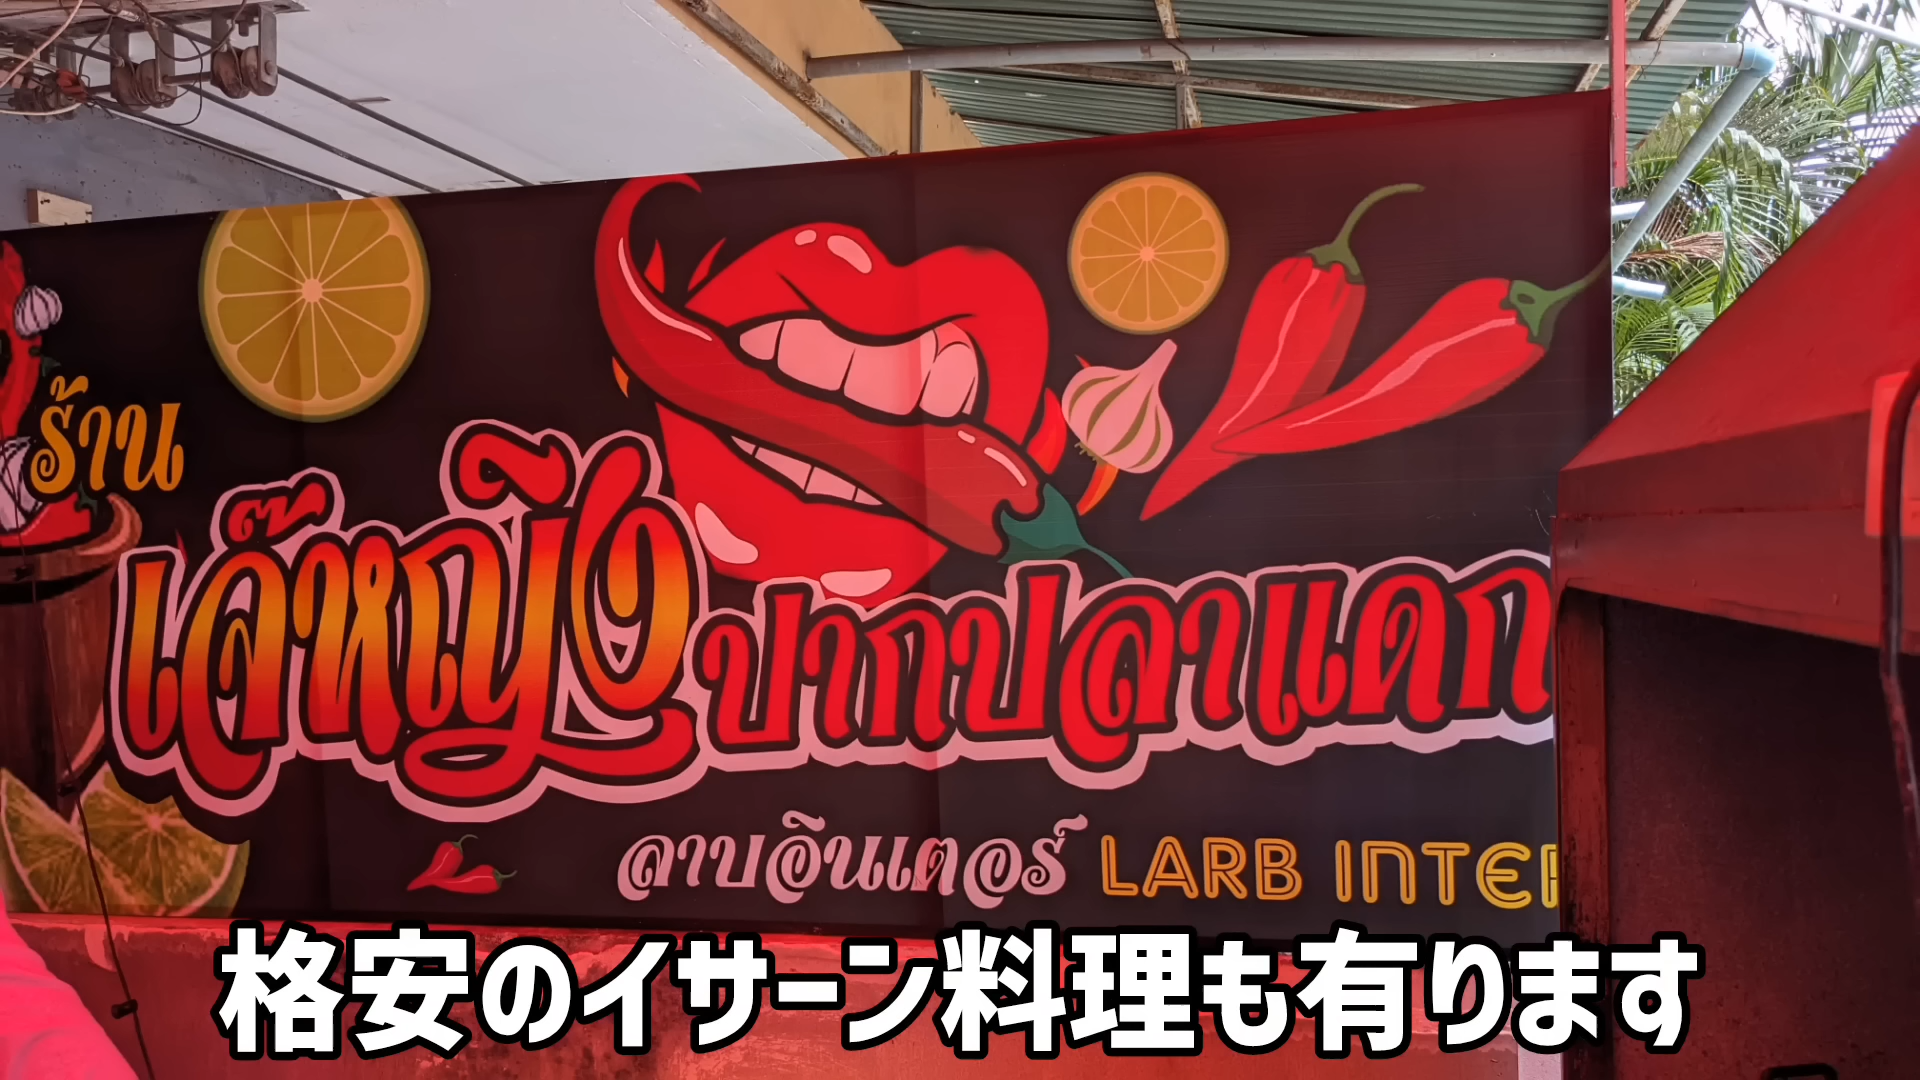 ร้าน
เจ๊หญิง ปากปลาแดก
ลาบอินเตอร์ LARB INTER
格安のイサーン料理も有ります